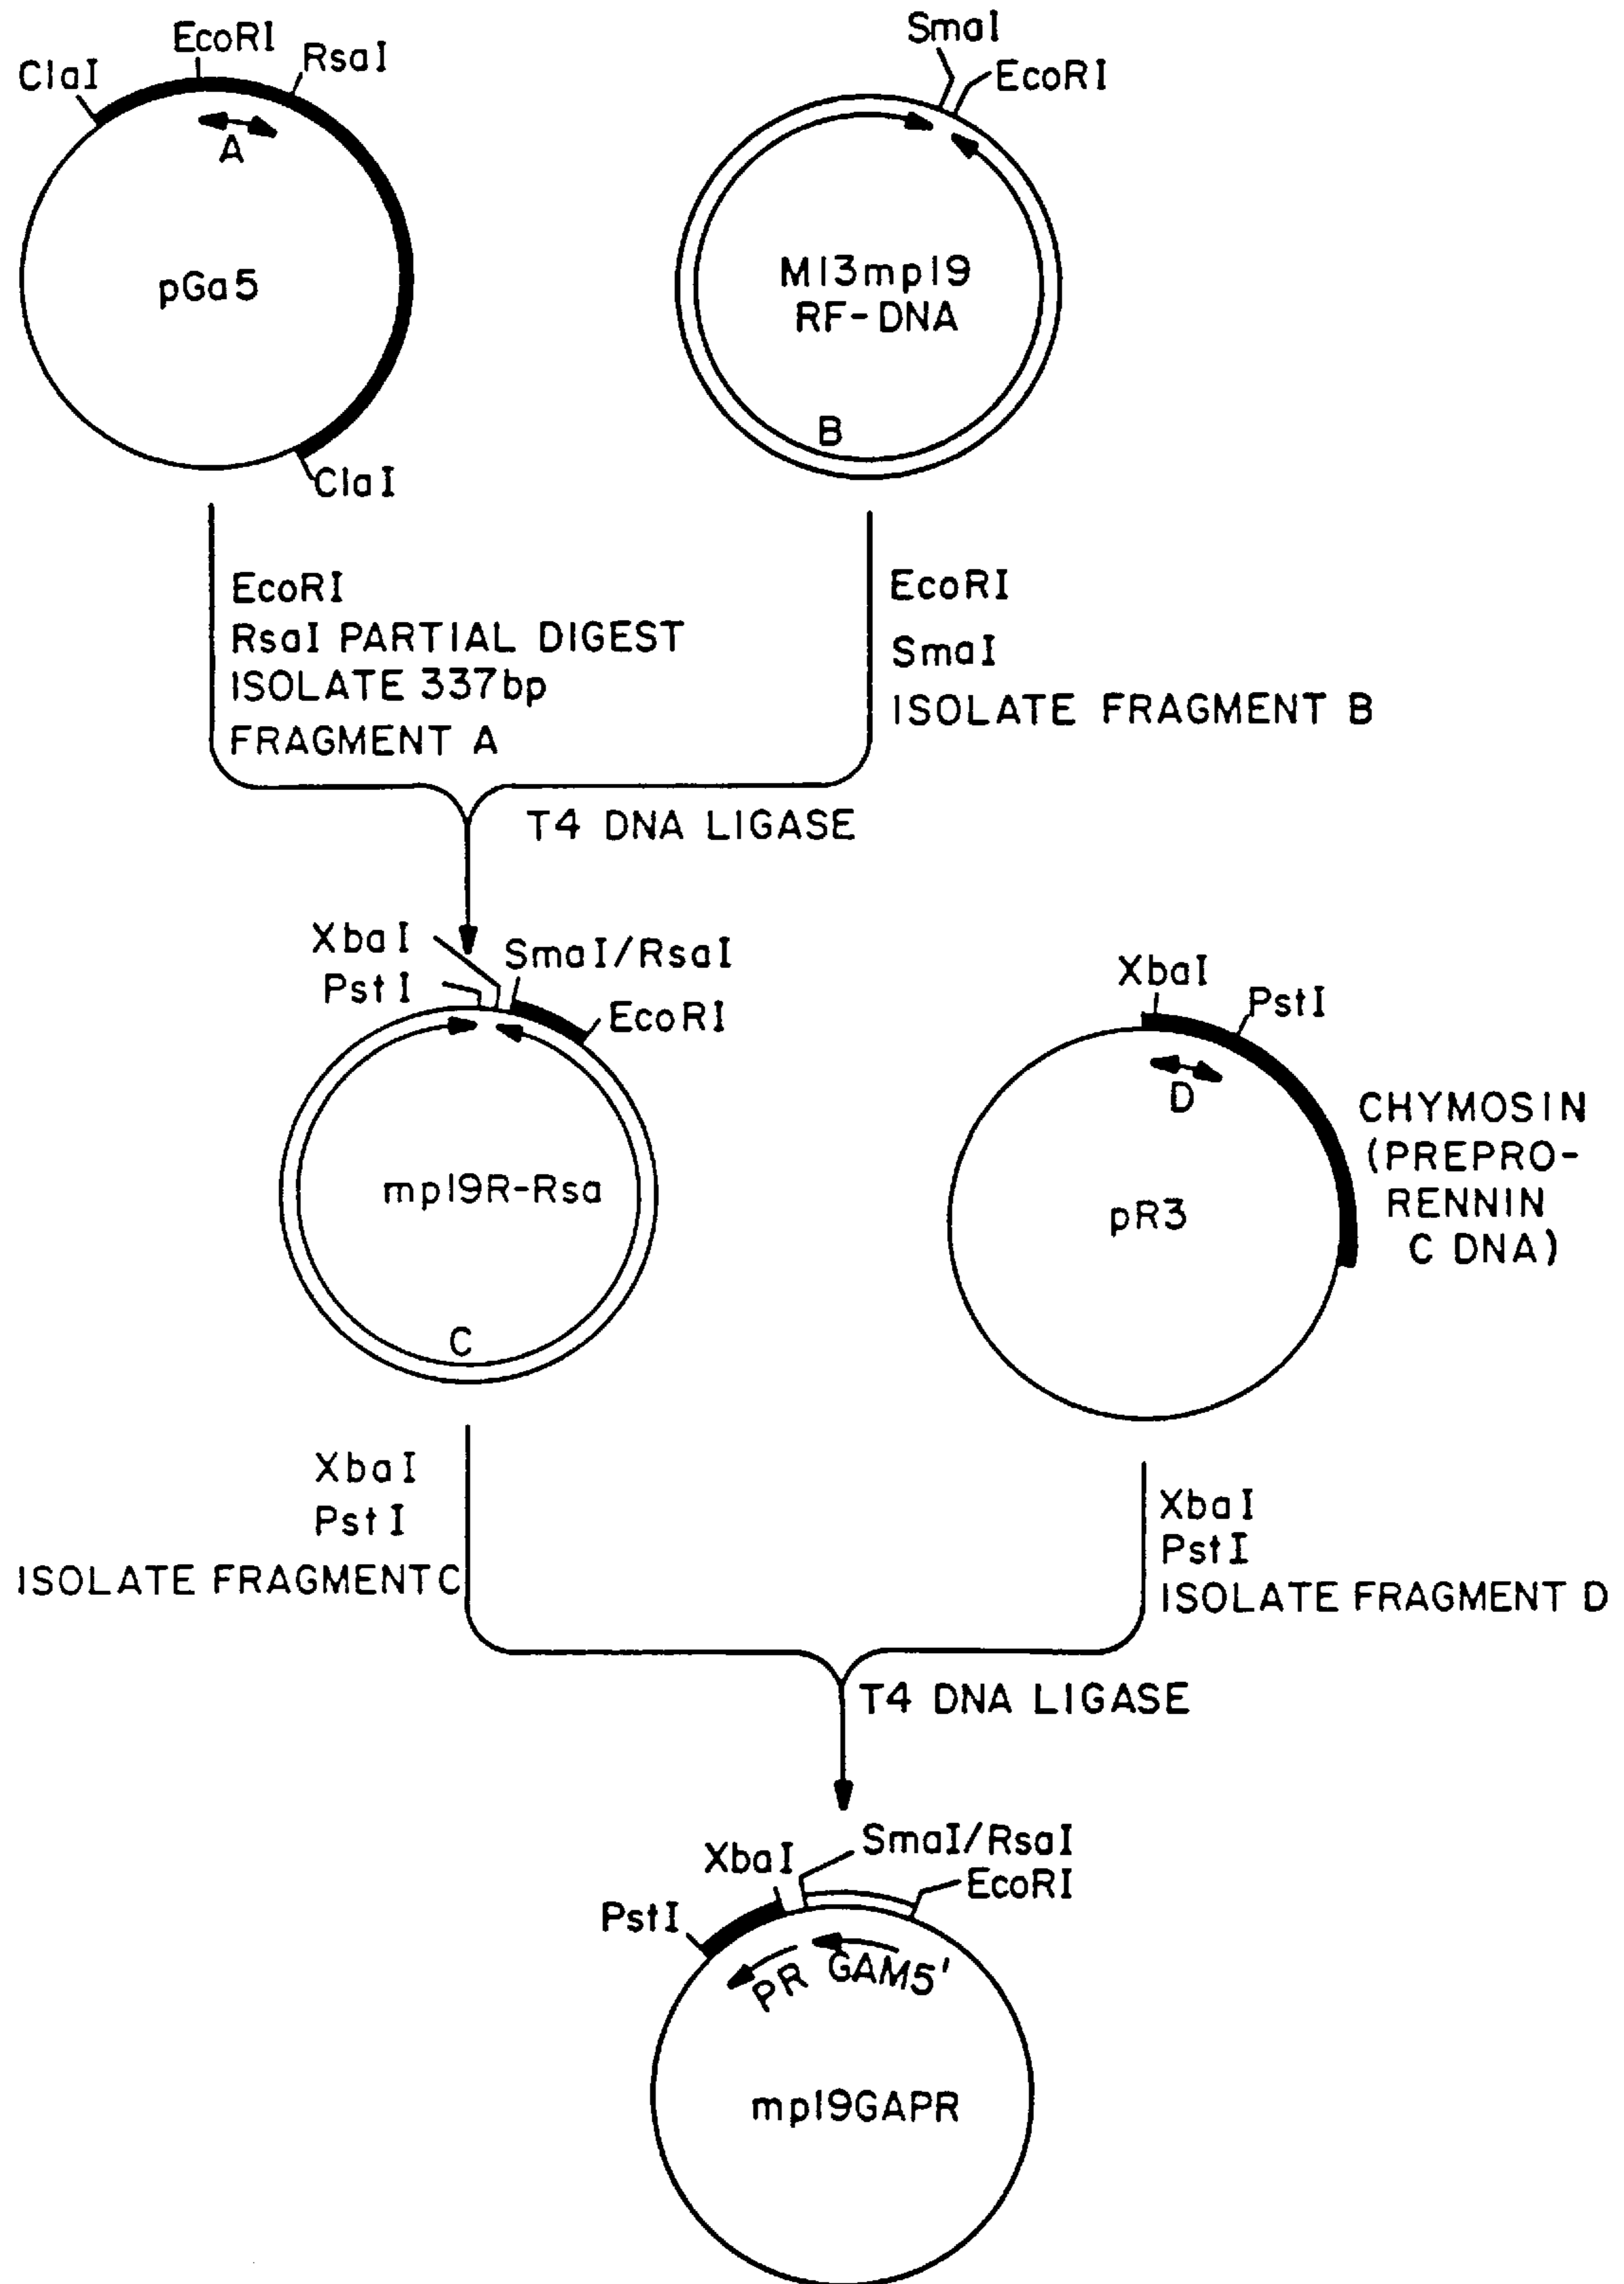 EcoRI
RsaI
ClaI
A
pGa5
ClaI
SmaI
EcoRI
M13mp19
RF-DNA
B
EcoRI
RsaI PARTIAL DIGEST
ISOLATE 337bp
FRAGMENT A
EcoRI
SmaI
ISOLATE FRAGMENT B
T4 DNA LIGASE
XbaI
SmaI/RsaI
PstI
EcoRI
mp19R-Rsa
C
XbaI
PstI
D
pR3
CHYMOSIN
(PREPRO-
RENNIN
C DNA)
XbaI
PstI
ISOLATE FRAGMENT C
XbaI
PstI
ISOLATE FRAGMENT D
T4 DNA LIGASE
XbaI
SmaI/RsaI
EcoRI
PstI
PR GAM5'
mp19GAPR